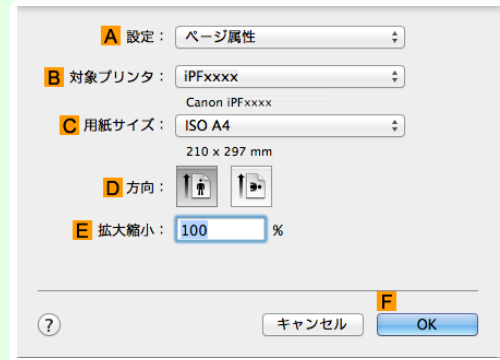 A 設定： ページ属性
B 対象プリンタ： iPFxxxx
Canon iPFxxxx
C 用紙サイズ： ISO A4
210 x 297 mm
D 方向：
E 拡大縮小： 100 %
F
? キャンセル OK